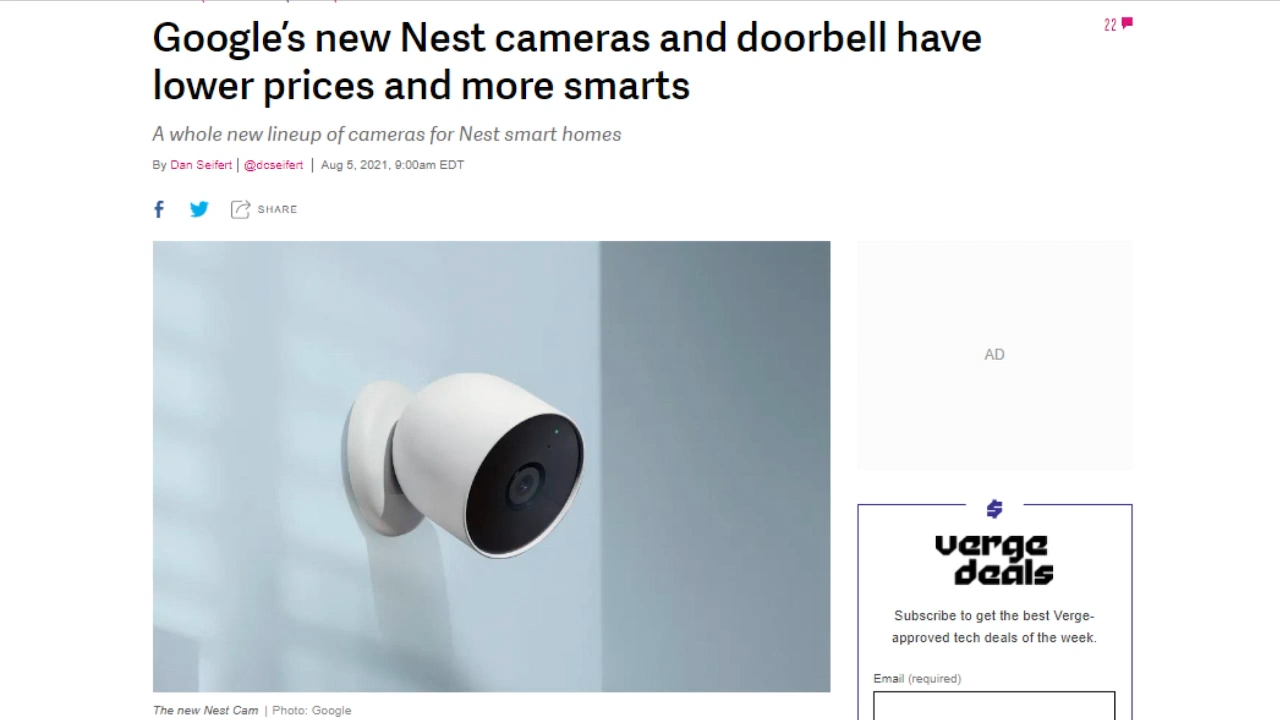 Google's new Nest cameras and doorbell have
lower prices and more smarts
22
A whole new lineup of cameras for Nest smart homes
By Dan Seifert | @dcseifert | Aug 5, 2021, 9:00am EDT
SHARE
AD
verge
deals
Subscribe to get the best Verge-
approved tech deals of the week.
Email (required)
The new Nest Cam | Photo: Google